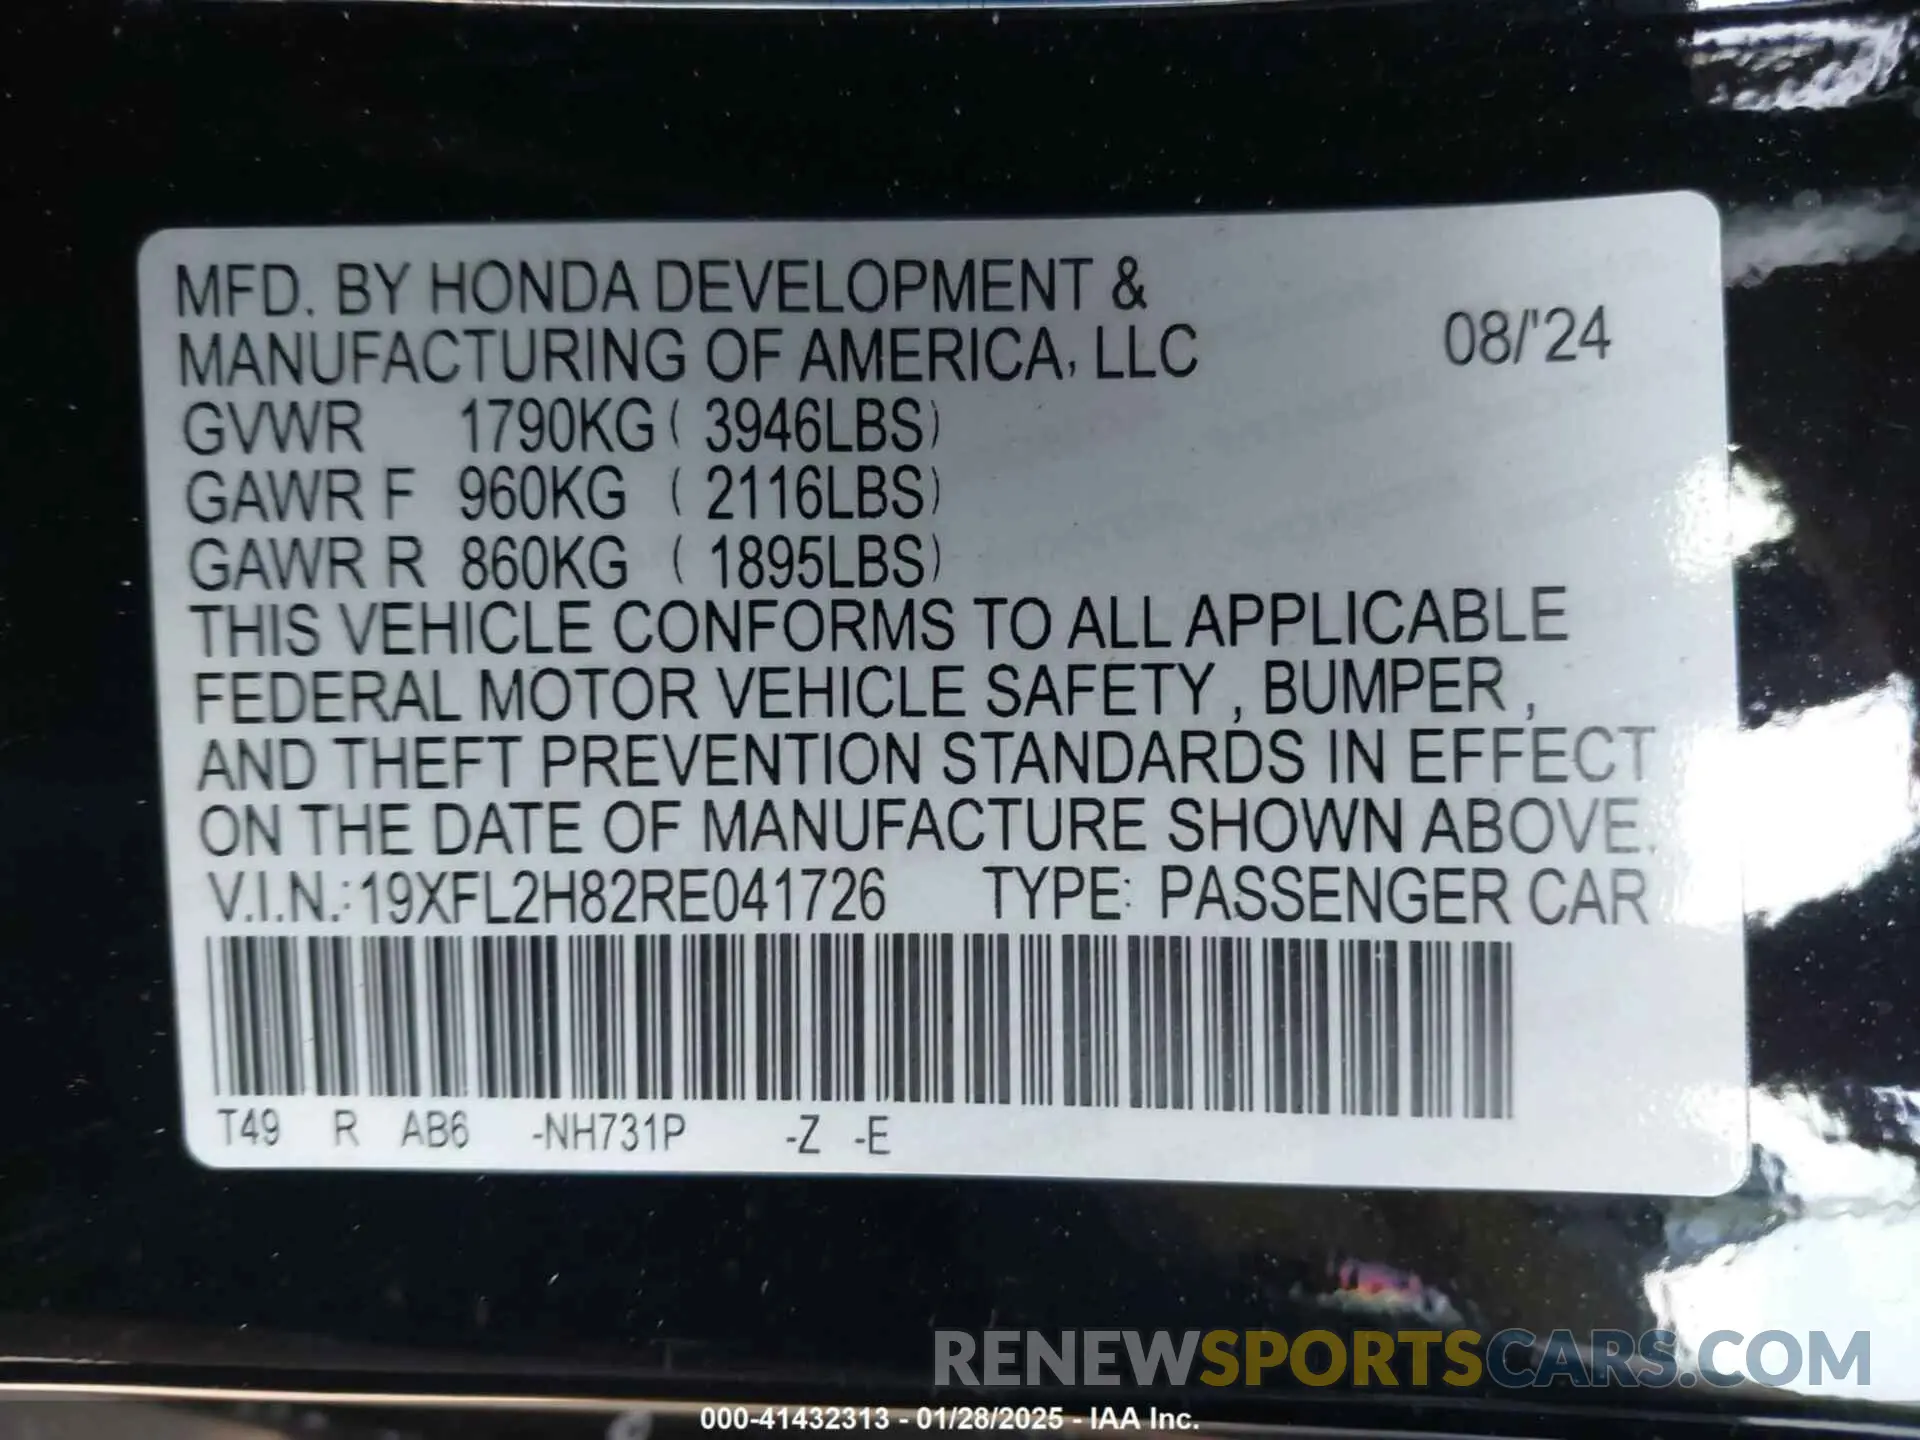 MFD. BY HONDA DEVELOPMENT &
MANUFACTURING OF AMERICA, LLC 08/'24
GVWR 1790KG ( 3946LBS)
GAWR F 960KG ( 2116LBS)
GAWR R 860KG ( 1895LBS)
THIS VEHICLE CONFORMS TO ALL APPLICABLE
FEDERAL MOTOR VEHICLE SAFETY , BUMPER ,
AND THEFT PREVENTION STANDARDS IN EFFECT
ON THE DATE OF MANUFACTURE SHOWN ABOVE.
V.I.N.: 19XFL2H82RE041726 TYPE: PASSENGER CAR
T49 R AB6 -NH731P -Z -E
RENEWSPORTSCARS.COM
000-41432313 - 01/28/2025 - IAA Inc.